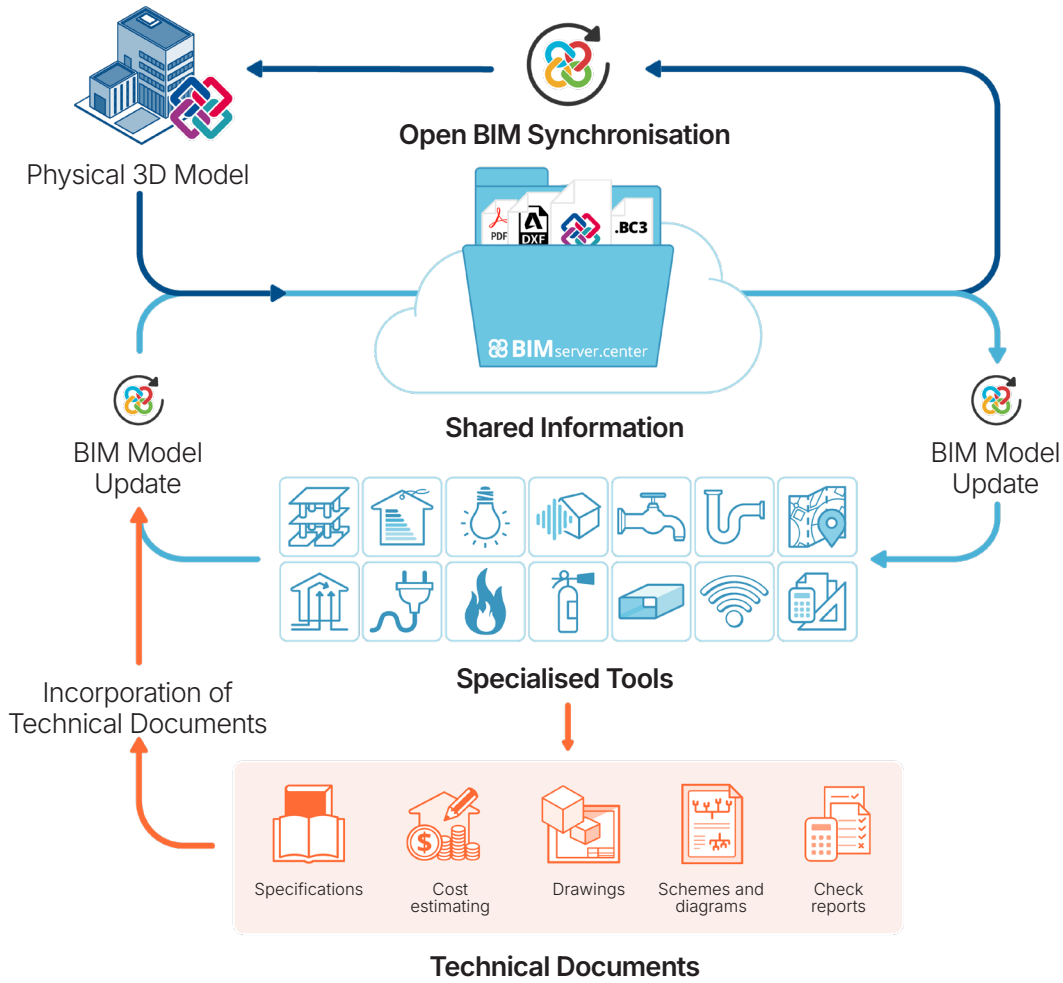 Open BIM Synchronisation
Physical 3D Model
PDF
DXF
.BC3
BIMserver.center
Shared Information
BIM Model
Update
BIM Model
Update
Specialised Tools
Incorporation of
Technical Documents
$
Specifications
Cost
estimating
Drawings
Schemes and
diagrams
Check
reports
Technical Documents